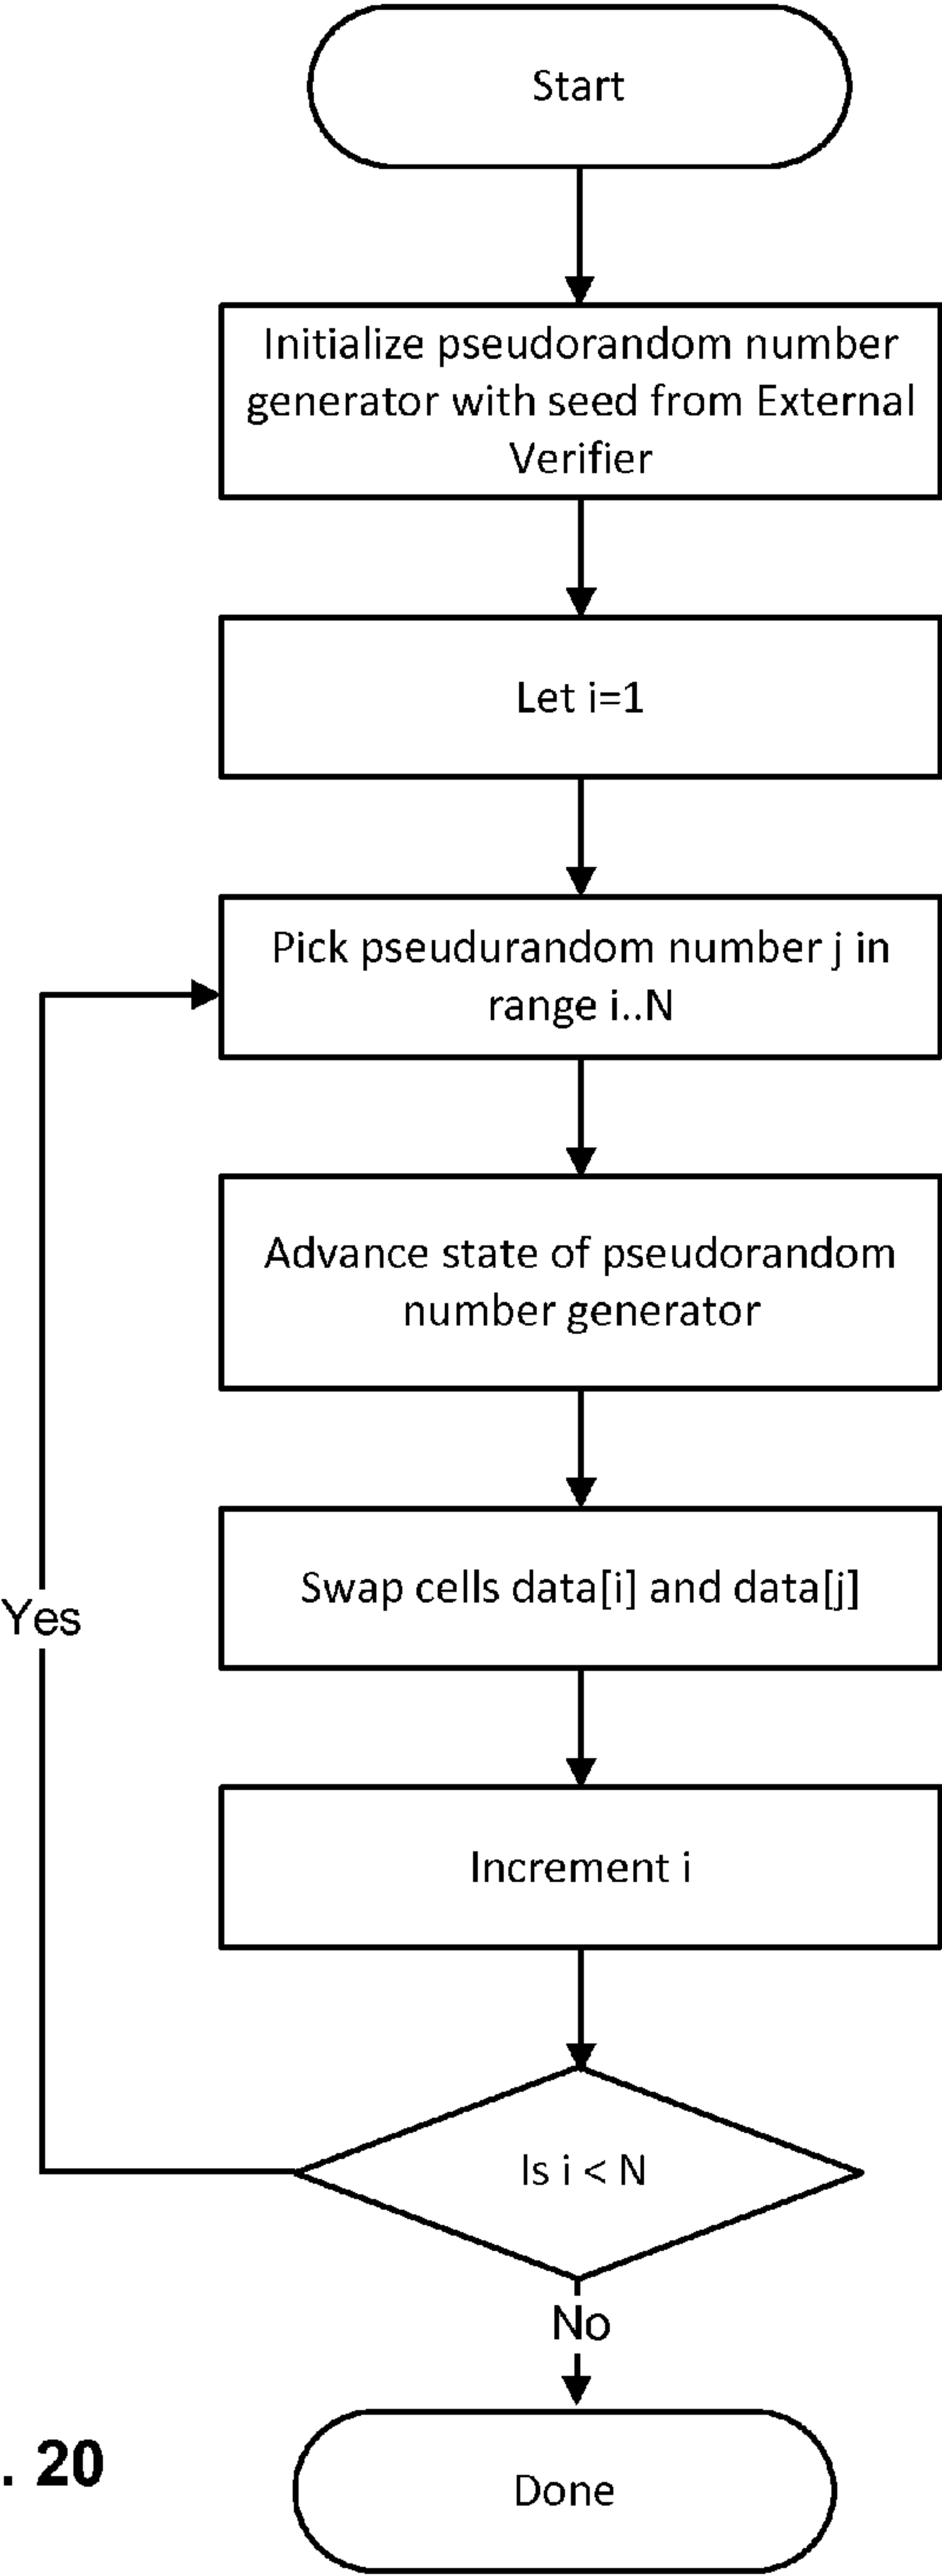 Start
Initialize pseudorandom number
generator with seed from External
Verifier
Let i=1
Pick pseudurandom number j in
range i..N
Advance state of pseudorandom
number generator
Swap cells data[i] and data[j]
Yes
Increment i
Is i < N
No
. 20
Done